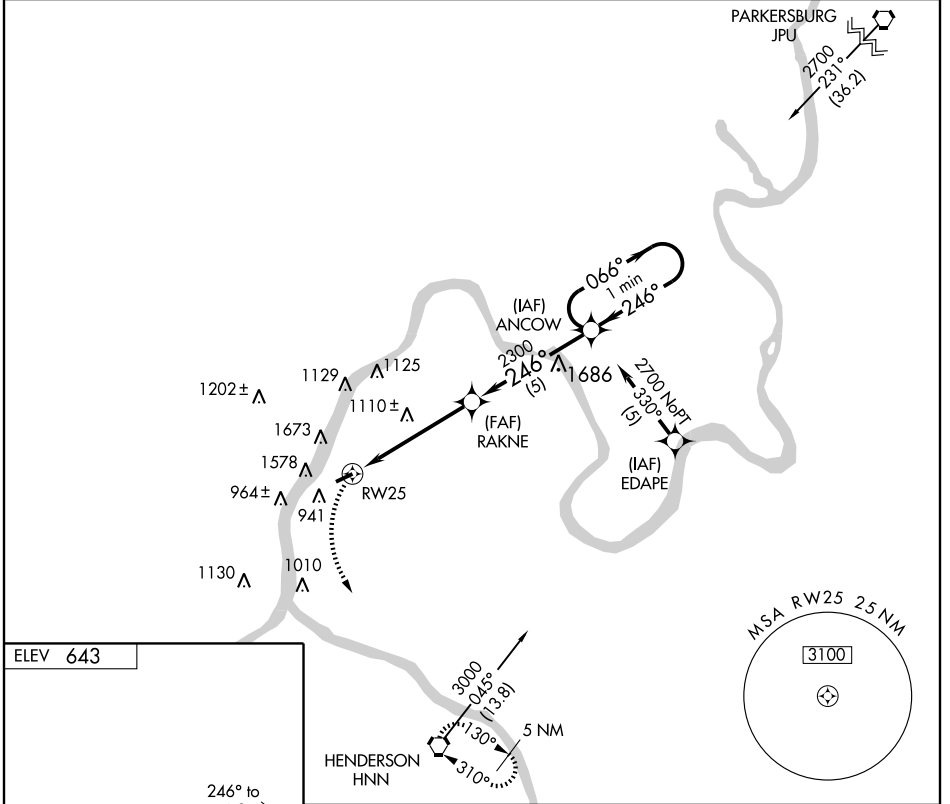 PARKERSBURG
JPU
2700
231°
(36.2)
066°
1 min
246°
(IAF)
ANCOW
2300
246°
(5)
1686
2700 NoPT
330°
(5)
1125
1129
1202±
1110±
(FAF)
RAKNE
1673
(IAF)
EDAPE
1578
964±
941
RW25
1130
1010
MSA RW25 25 NM
3100
ELEV 643
3000
045°
(13.8)
5 NM
130°
310°
HENDERSON
HNN
246° to